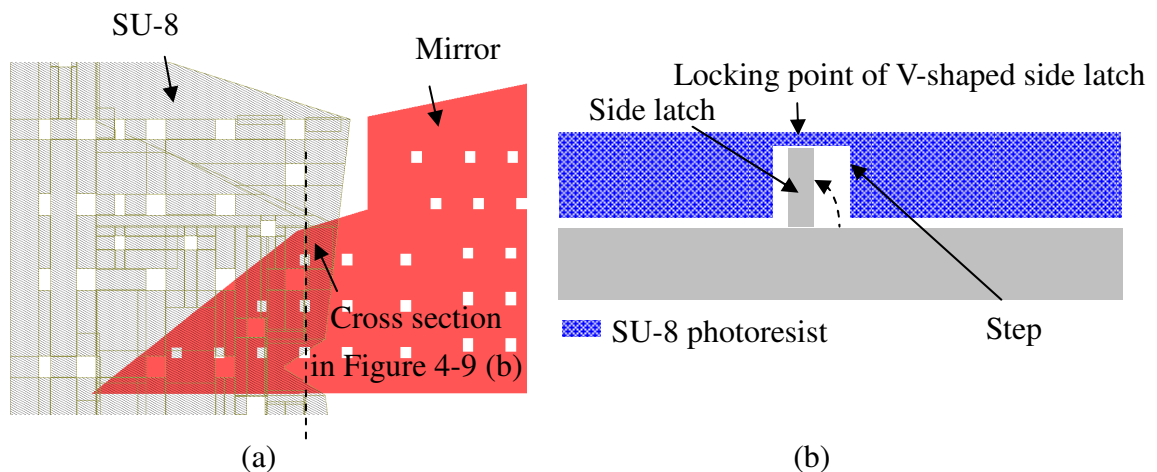 SU-8
Mirror
Cross section
in Figure 4-9 (b)
(a)
Locking point of V-shaped side latch
Side latch
SU-8 photoresist
Step
(b)